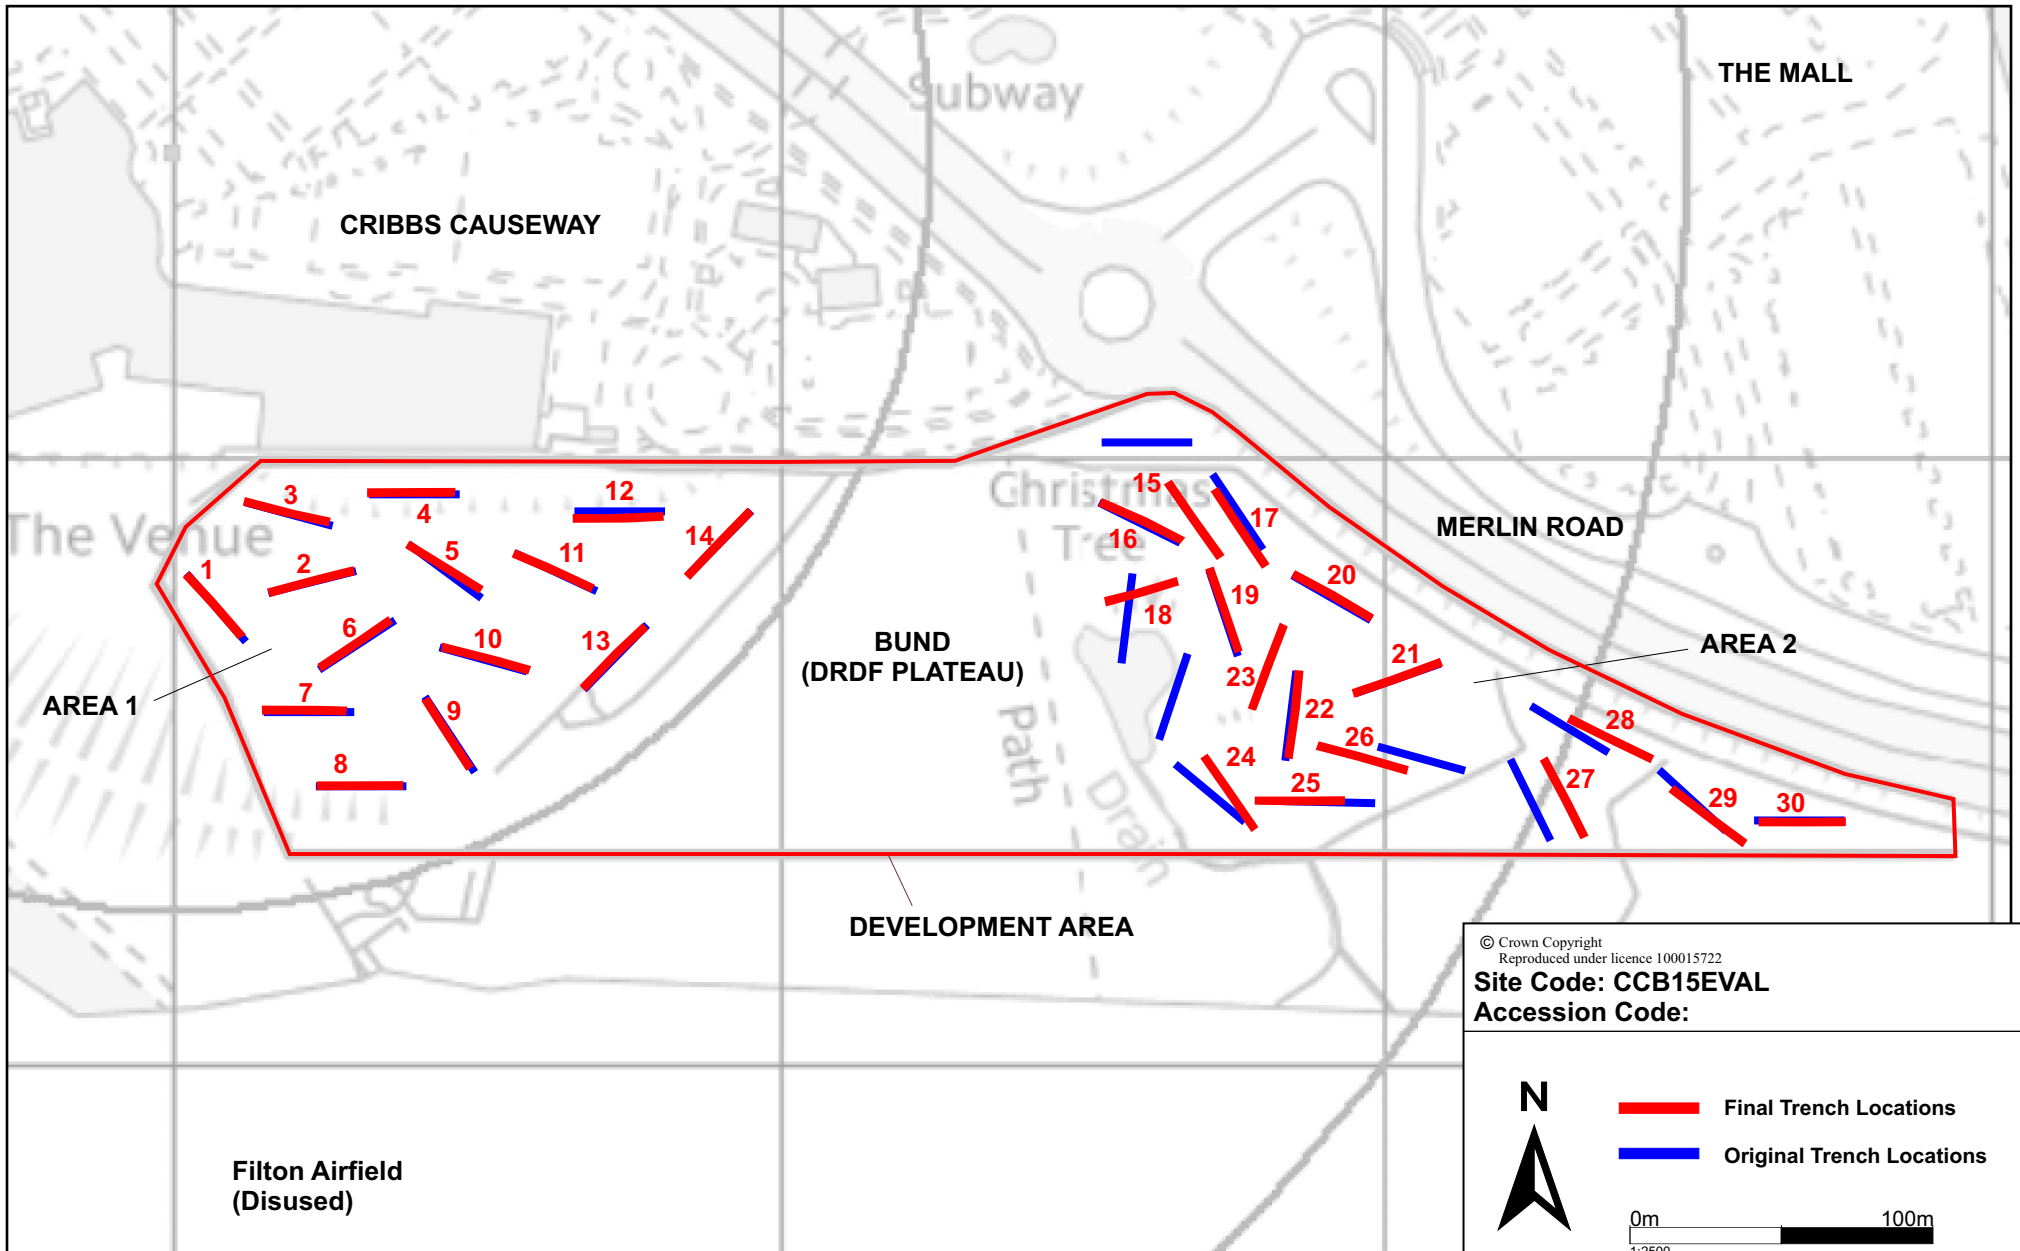 Subway
THE MALL
CRIBBS CAUSEWAY
Christmas
Tree
The Venue
3
4
12
15
17
16
14
MERLIN ROAD
1
2
5
11
20
18
19
6
10
13
BUND
(DRDF PLATEAU)
21
AREA 2
AREA 1
7
9
23
22
28
Path
8
24
26
25
Drain
27
29
30
DEVELOPMENT AREA
© Crown Copyright
Reproduced under licence 100015722
Site Code: CCB15EVAL
Accession Code:
N
Final Trench Locations
Original Trench Locations
Filton Airfield
(Disused)
0m 100m
1:2500